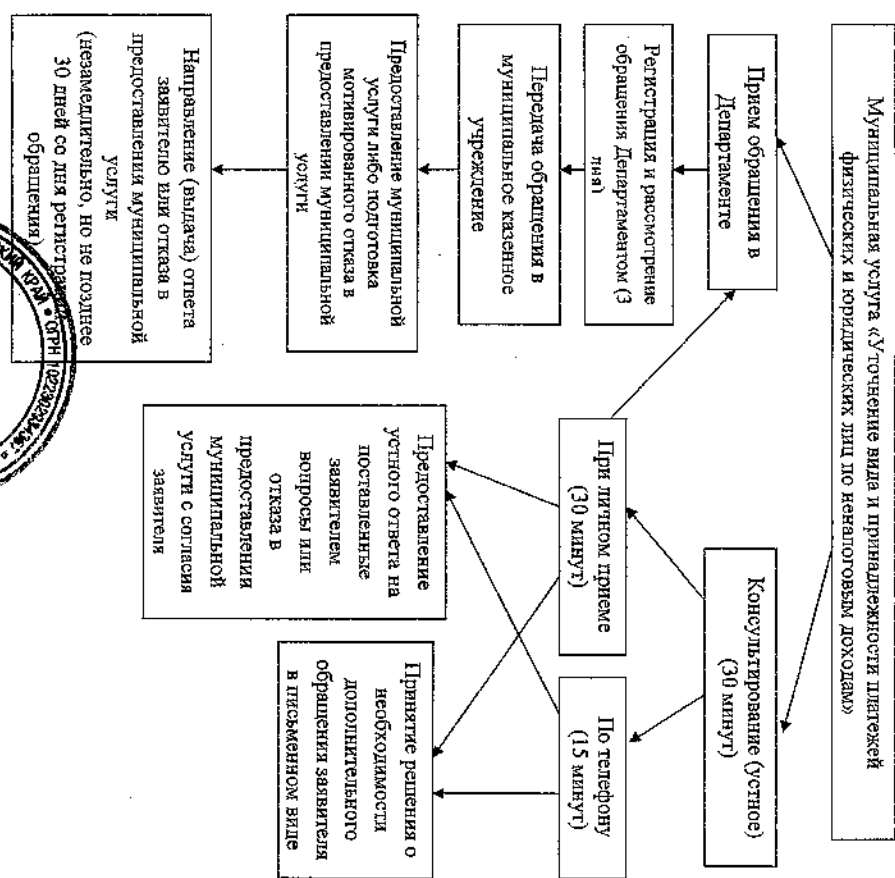 Муниципальная услуга «Уточнение вида и принадлежности платежей
физических и юридических лиц по неналоговым доходам»
Прием обращения в
Департаменте
Регистрация и рассмотрение
обращения Департаментом (3
дня)
Передача обращения в
муниципальное казенное
учреждение
Предоставление муниципальной
услуги либо подготовка
мотивированного отказа в
предоставлении муниципальной
услуги
Направление (выдача) ответа
заявителю или отказа в
предоставлении муниципальной
услуги
(незамедлительно, но не позднее
30 дней со дня регистрации
обращения)
Консультирование (устное)
(30 минут)
При личном приеме
(30 минут)
По телефону
(15 минут)
Предоставление
устного ответа на
поставленные
заявителем
вопросы или
отказа в
предоставлении
муниципальной
услуги с согласия
заявителя
Принятие решения о
необходимости
дополнительного
обращения заявителя
в письменном виде
КРАЙ * ОГРН